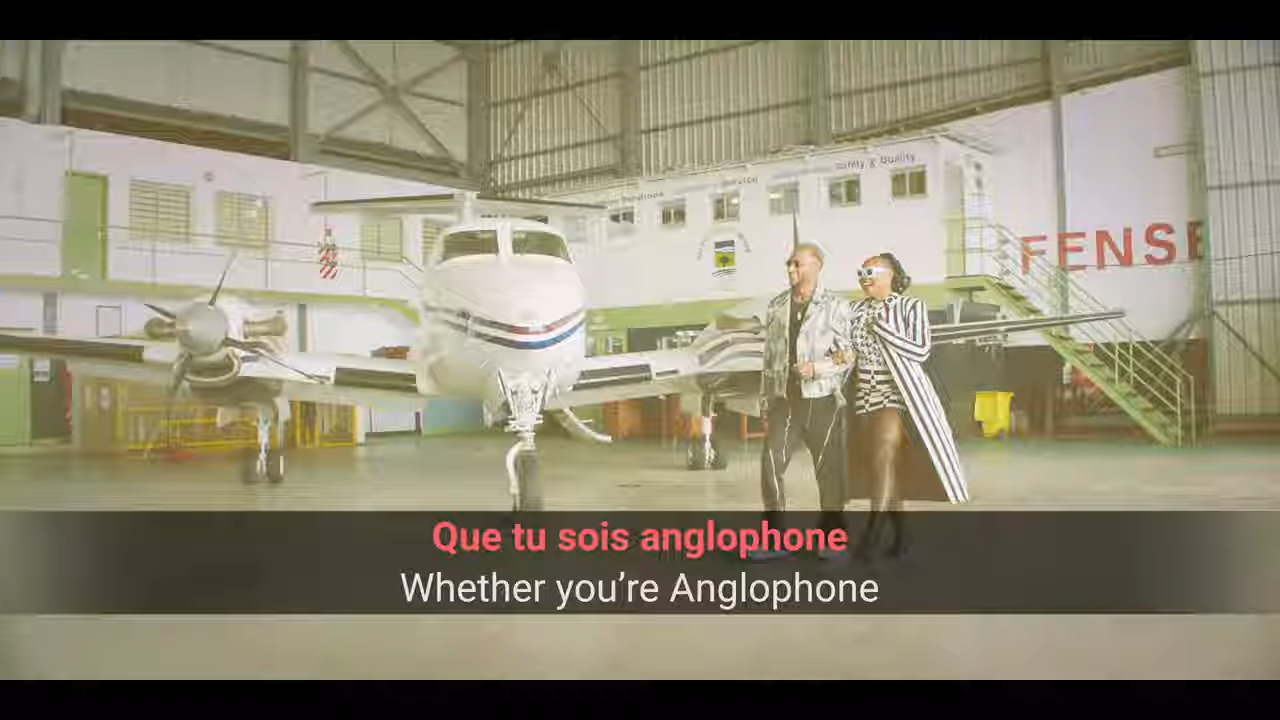 Safety & Quality
FENSE
Que tu sois anglophone
Whether you’re Anglophone